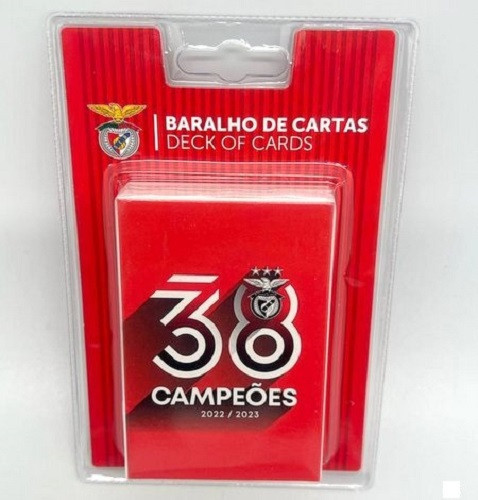 BARALHO DE CARTAS
DECK OF CARDS
38
CAMPEÕES
2022 / 2023